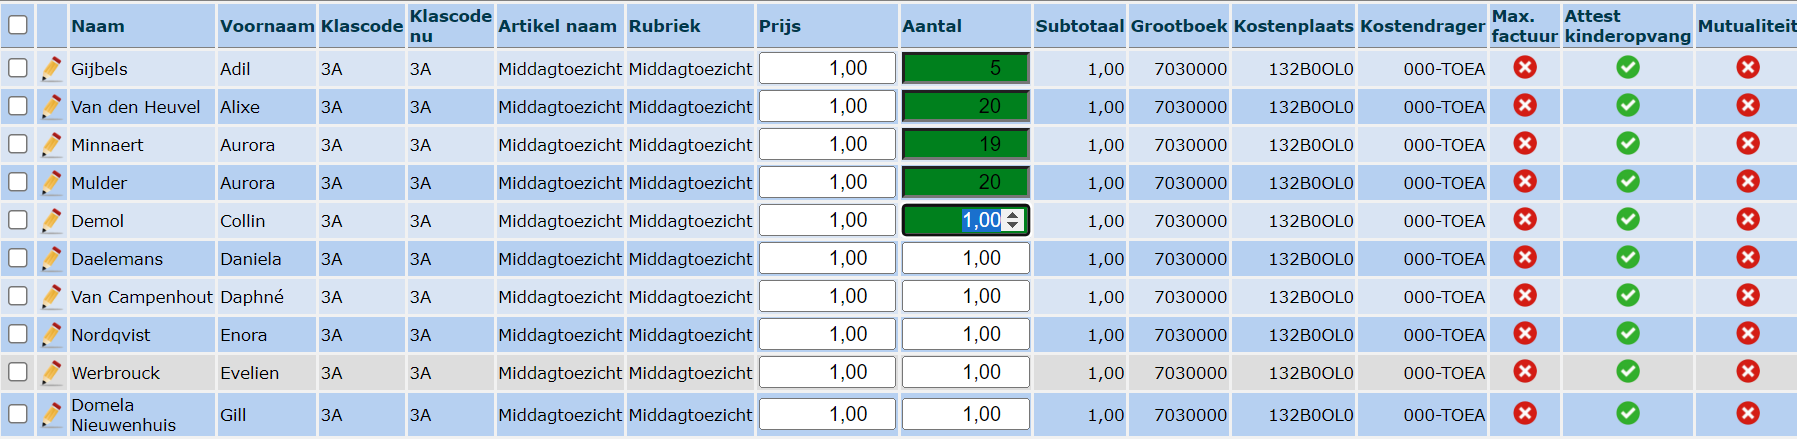 Naam Voornaam Klascode Klascode nu Artikel naam Rubriek Prijs Aantal Subtotaal Grootboek Kostenplaats Kostendrager Max. factuur Attest kinderopvang Mutualiteit
Gijbels Adil 3A 3A Middagtoezicht Middagtoezicht 1,00 5 1,00 7030000 132B0OL0 000-TOEA
Van den Heuvel Alixe 3A 3A Middagtoezicht Middagtoezicht 1,00 20 1,00 7030000 132B0OL0 000-TOEA
Minnaert Aurora 3A 3A Middagtoezicht Middagtoezicht 1,00 19 1,00 7030000 132B0OL0 000-TOEA
Mulder Aurora 3A 3A Middagtoezicht Middagtoezicht 1,00 20 1,00 7030000 132B0OL0 000-TOEA
Demol Collin 3A 3A Middagtoezicht Middagtoezicht 1,00 1,00 1,00 7030000 132B0OL0 000-TOEA
Daelemans Daniela 3A 3A Middagtoezicht Middagtoezicht 1,00 1,00 1,00 7030000 132B0OL0 000-TOEA
Van Campenhout Daphné 3A 3A Middagtoezicht Middagtoezicht 1,00 1,00 1,00 7030000 132B0OL0 000-TOEA
Nordqvist Enora 3A 3A Middagtoezicht Middagtoezicht 1,00 1,00 1,00 7030000 132B0OL0 000-TOEA
Werbrouck Evelien 3A 3A Middagtoezicht Middagtoezicht 1,00 1,00 1,00 7030000 132B0OL0 000-TOEA
Domela Nieuwenhuis Gill 3A 3A Middagtoezicht Middagtoezicht 1,00 1,00 1,00 7030000 132B0OL0 000-TOEA